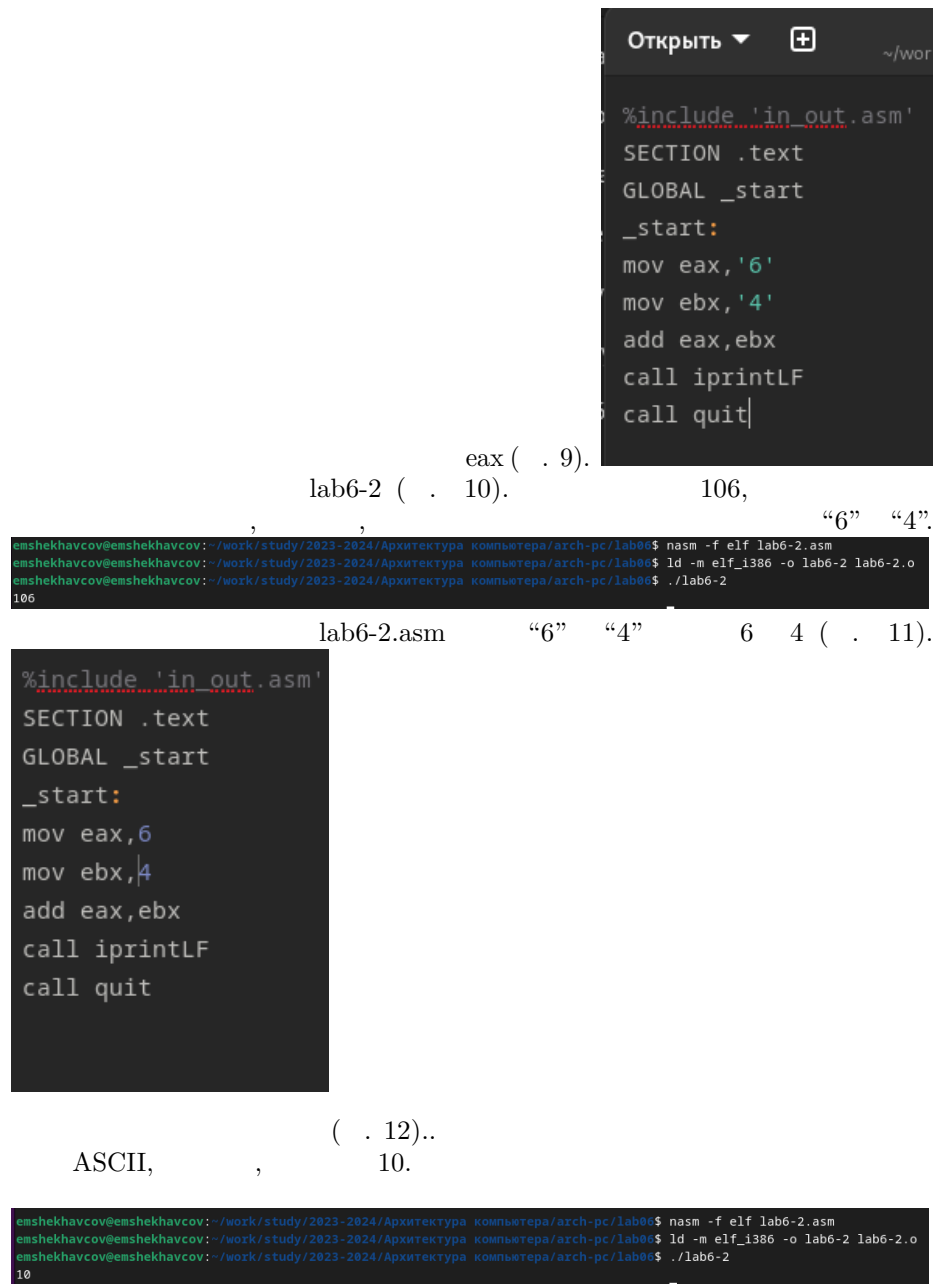 Открыть
~/wor
%include 'in_out.asm'
SECTION .text
GLOBAL _start
_start:
mov eax,'6'
mov ebx,'4'
add eax,ebx
call iprintLF
call quit
eax ( . 9).
lab6-2 ( . 10). 106,
, , “6” “4”.
emshekhavcov@emshekhavcov:~/work/study/2023-2024/Архитектура компьютера/arch-pc/lab06$ nasm -f elf lab6-2.asm
emshekhavcov@emshekhavcov:~/work/study/2023-2024/Архитектура компьютера/arch-pc/lab06$ ld -m elf_i386 -o lab6-2 lab6-2.o
emshekhavcov@emshekhavcov:~/work/study/2023-2024/Архитектура компьютера/arch-pc/lab06$ ./lab6-2
106
lab6-2.asm “6” “4” 6 4 ( . 11).
%include 'in_out.asm'
SECTION .text
GLOBAL _start
_start:
mov eax,6
mov ebx,4
add eax,ebx
call iprintLF
call quit
( . 12)..
ASCII, , 10.
emshekhavcov@emshekhavcov:~/work/study/2023-2024/Архитектура компьютера/arch-pc/lab06$ nasm -f elf lab6-2.asm
emshekhavcov@emshekhavcov:~/work/study/2023-2024/Архитектура компьютера/arch-pc/lab06$ ld -m elf_i386 -o lab6-2 lab6-2.o
emshekhavcov@emshekhavcov:~/work/study/2023-2024/Архитектура компьютера/arch-pc/lab06$ ./lab6-2
10